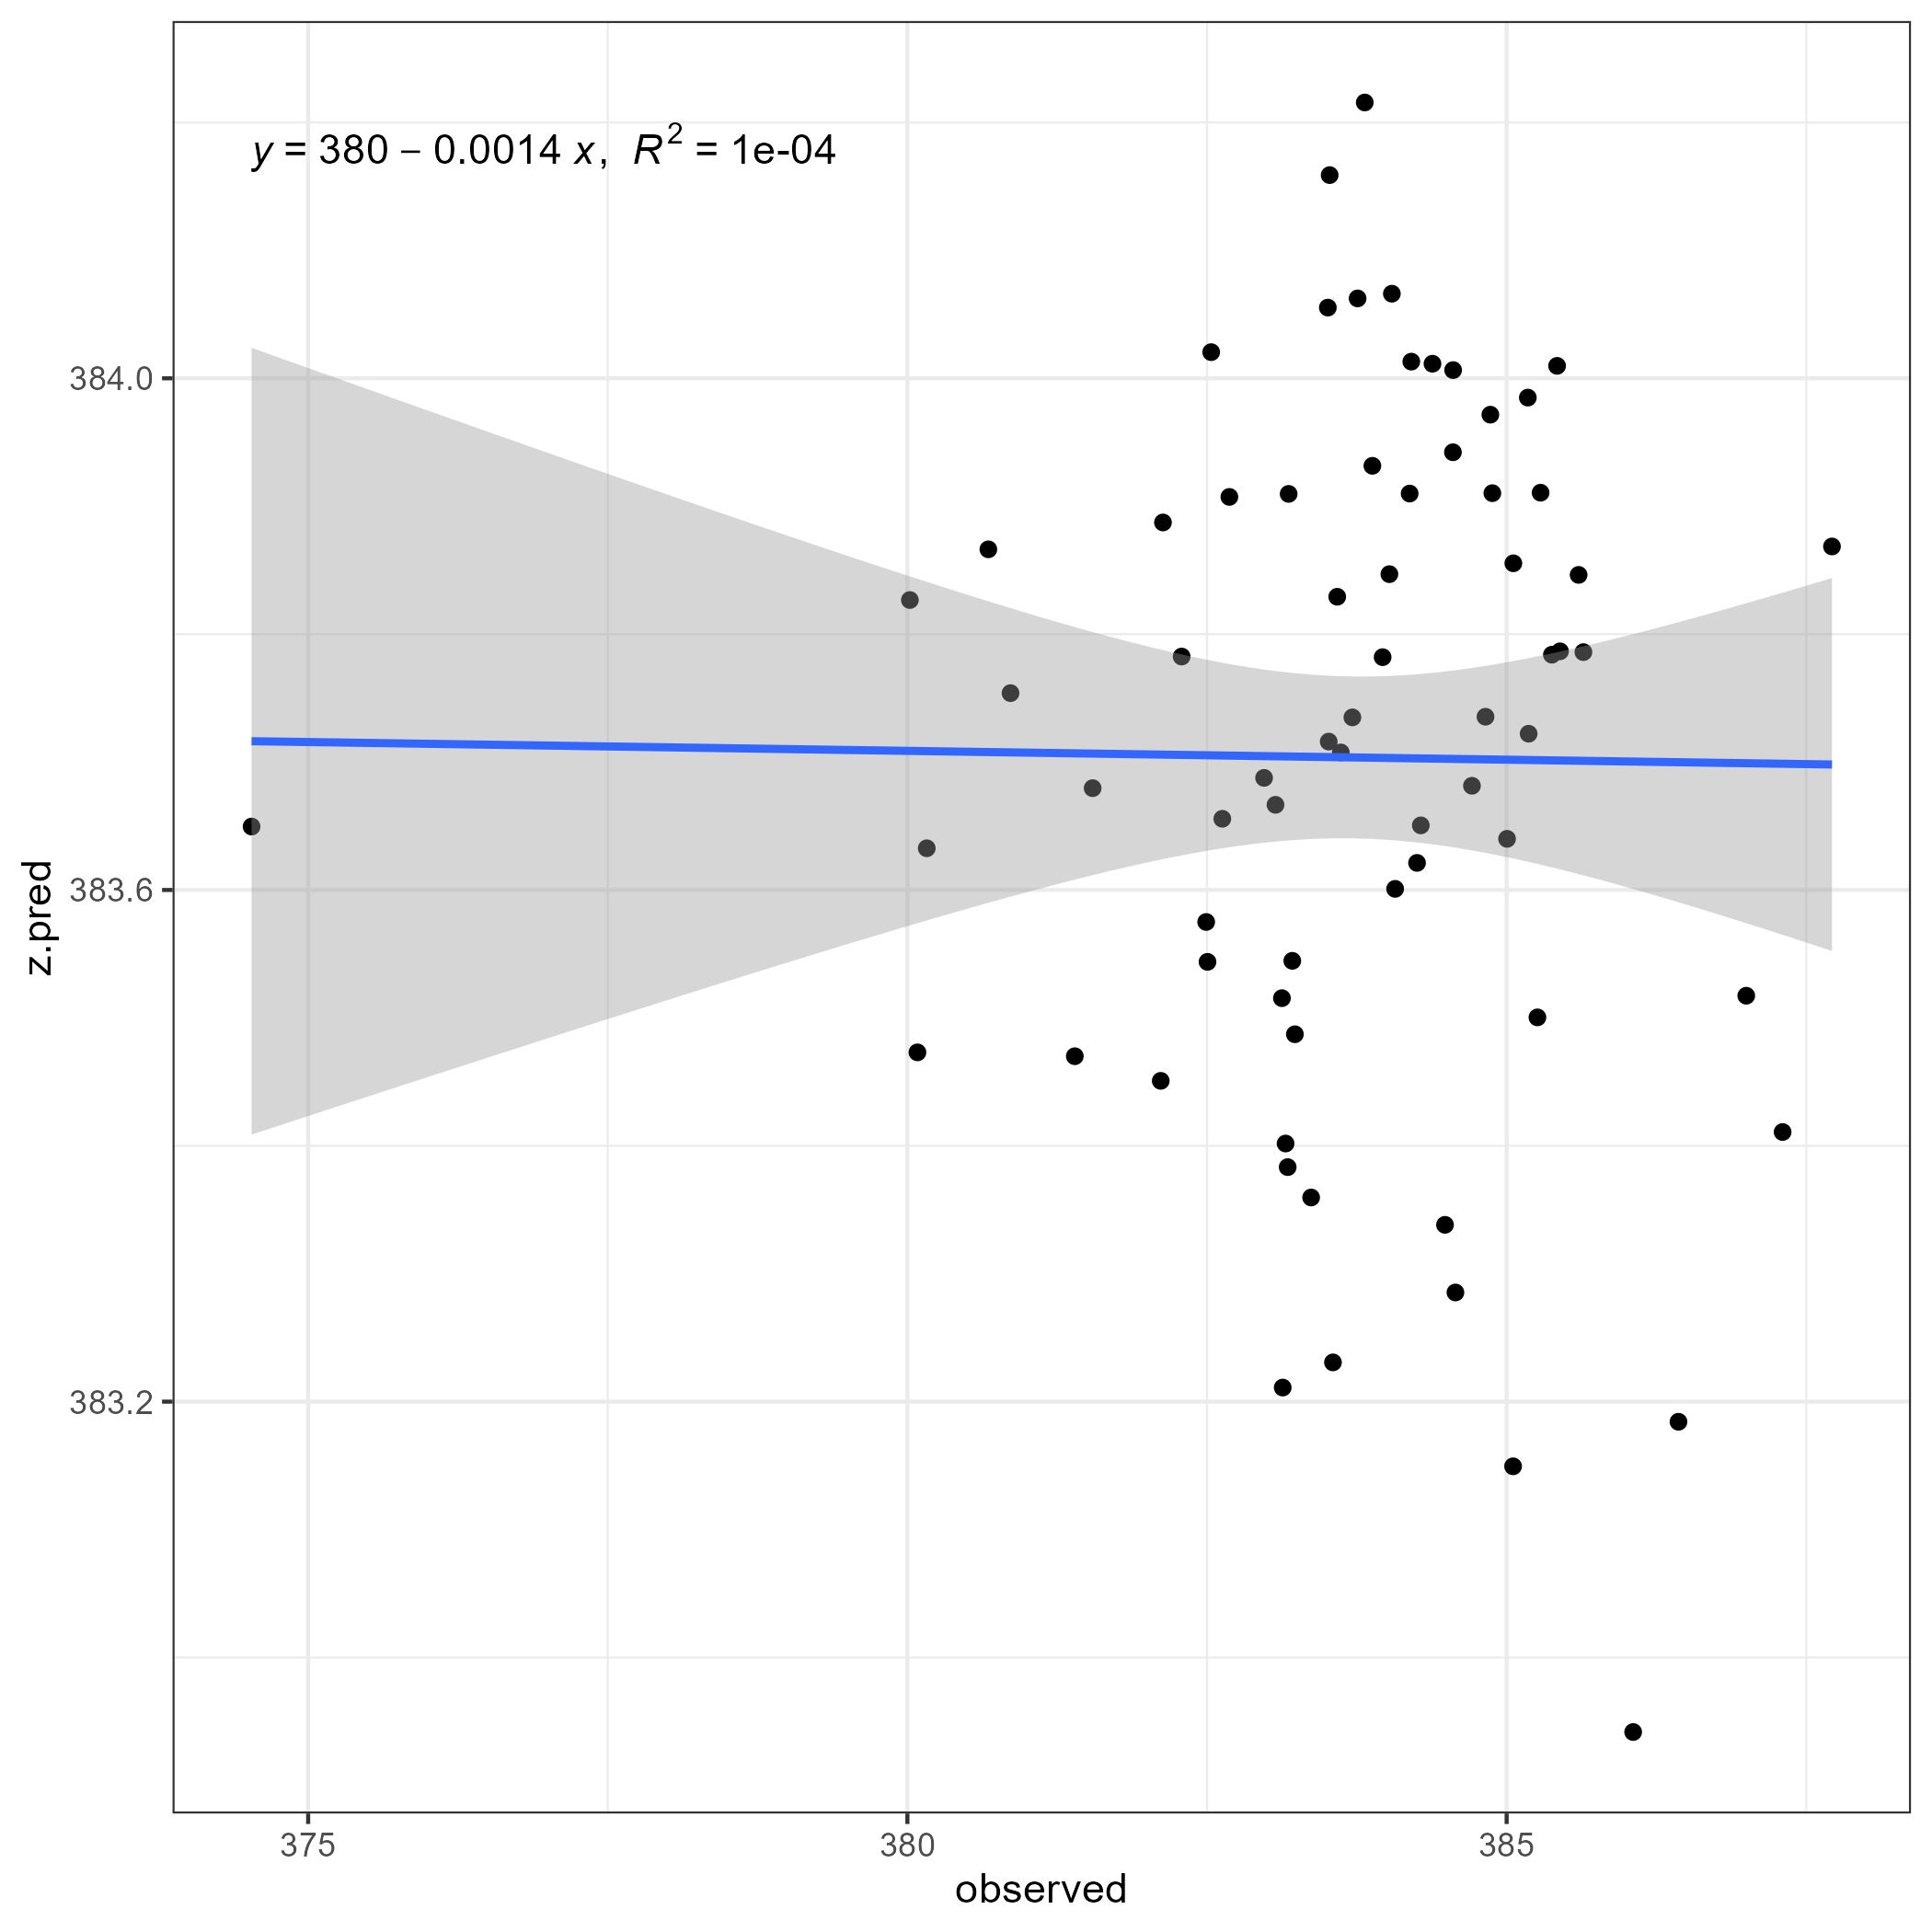 y = 380 – 0.0014 x, R² = 1e-04
384.0
383.6
383.2
z.pred
375 380 385
observed